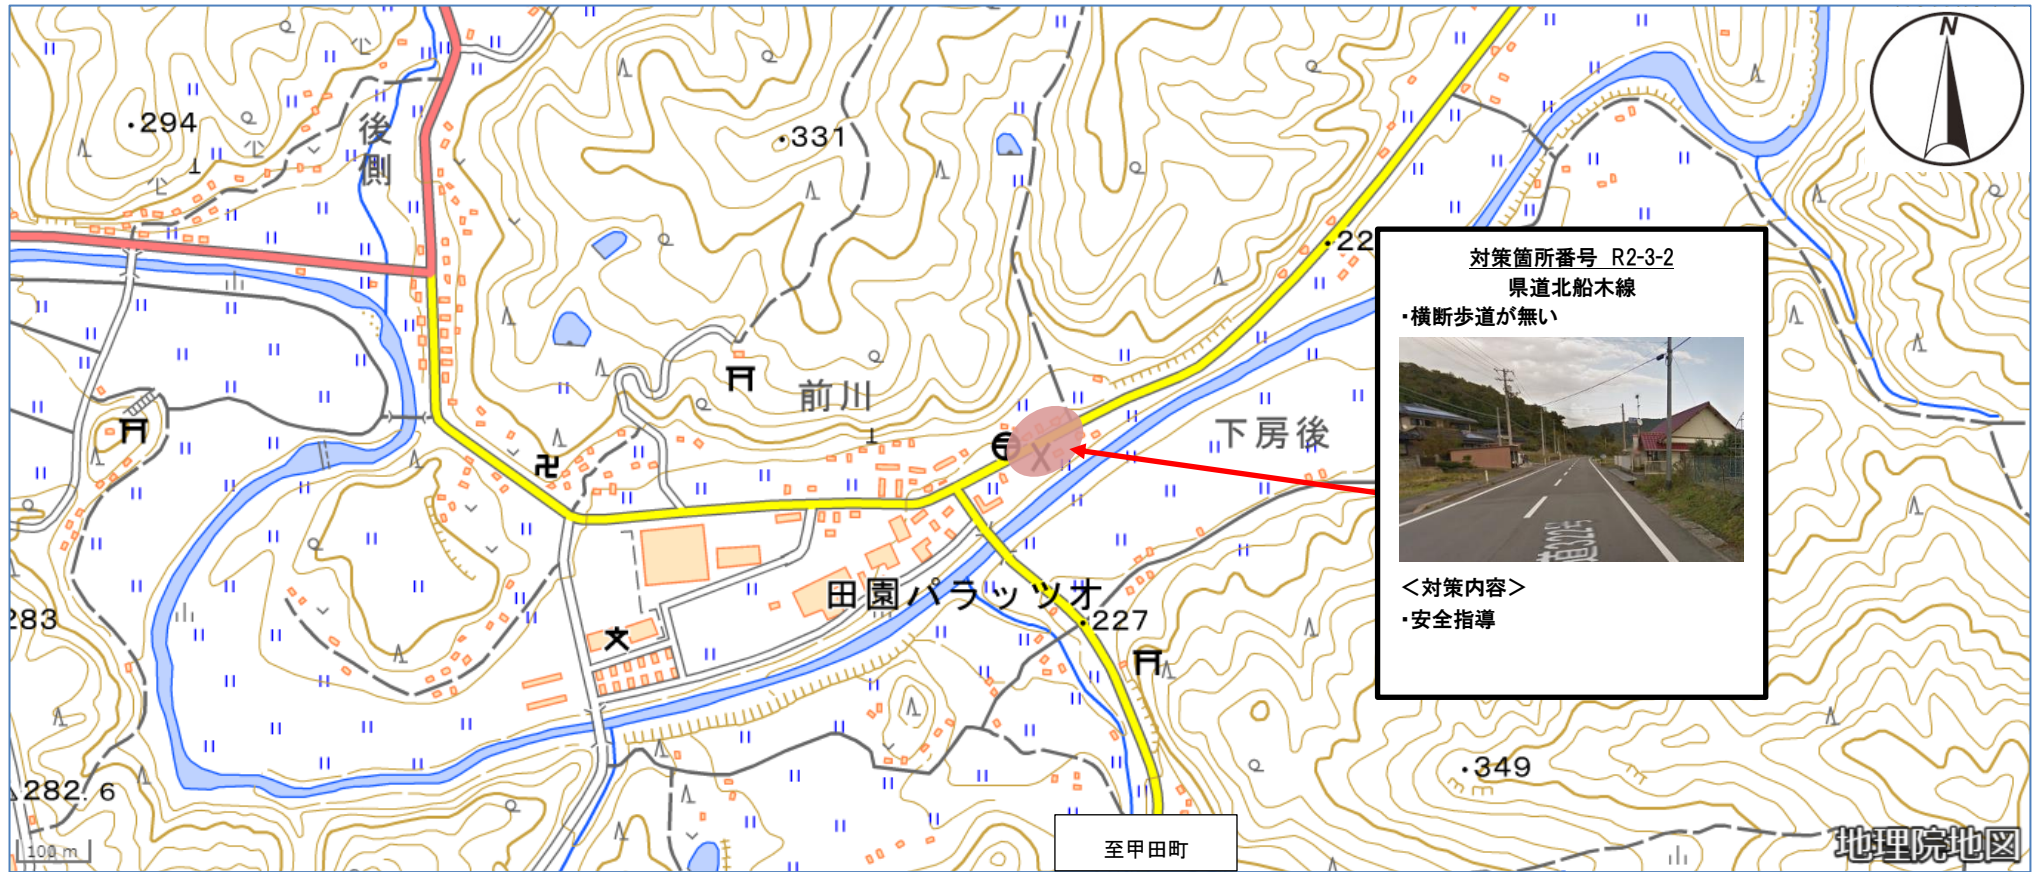 N
294
331
後側
22
対策箇所番号 R2-3-2
県道北船木線
・横断歩道が無い
<対策内容>
・安全指導
前川
下房後
田園パラッツオ
227
283
282.6
349
100 m
至甲田町
地理院地図